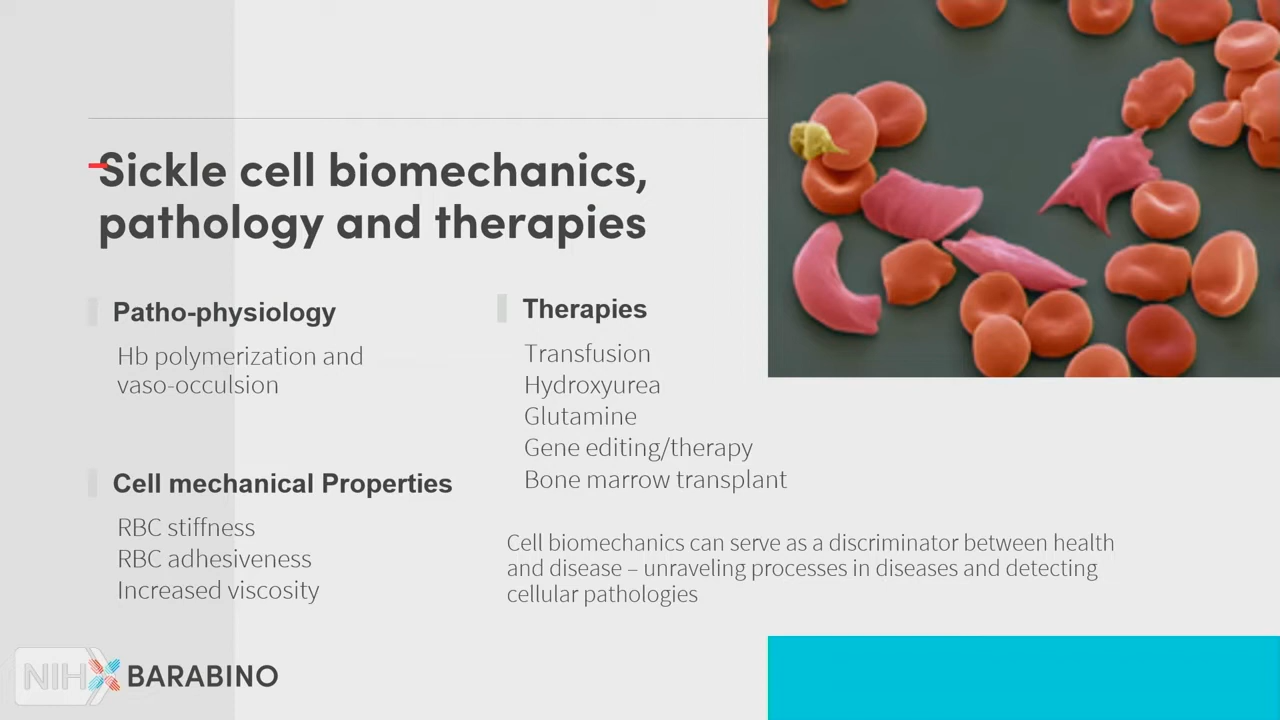 Sickle cell biomechanics,
pathology and therapies
Patho-physiology
Hb polymerization and
vaso-occulsion
Cell mechanical Properties
RBC stiffness
RBC adhesiveness
Increased viscosity
Therapies
Transfusion
Hydroxyurea
Glutamine
Gene editing/therapy
Bone marrow transplant
Cell biomechanics can serve as a discriminator between health
and disease – unraveling processes in diseases and detecting
cellular pathologies
NIH
BARABINO